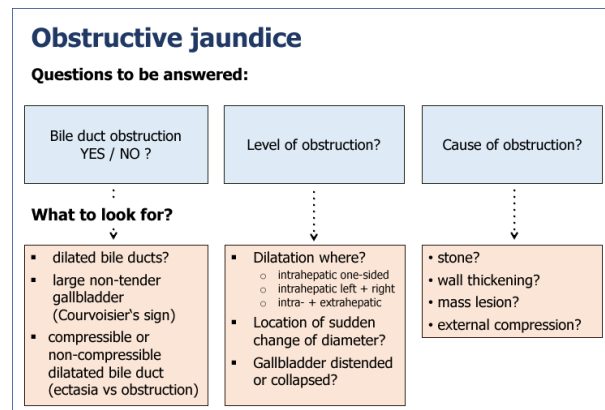 Obstructive jaundice
Questions to be answered:
Bile duct obstruction
YES / NO ?
Level of obstruction?
Cause of obstruction?
What to look for?
▪ dilated bile ducts?
▪ large non-tender
gallbladder
(Courvoisier‘s sign)
▪ compressible or
non-compressible
dilatated bile duct
(ectasia vs obstruction)
▪ Dilatation where?
○ intrahepatic one-sided
○ intrahepatic left + right
○ intra- + extrahepatic
▪ Location of sudden
change of diameter?
▪ Gallbladder distended
or collapsed?
• stone?
• wall thickening?
• mass lesion?
• external compression?